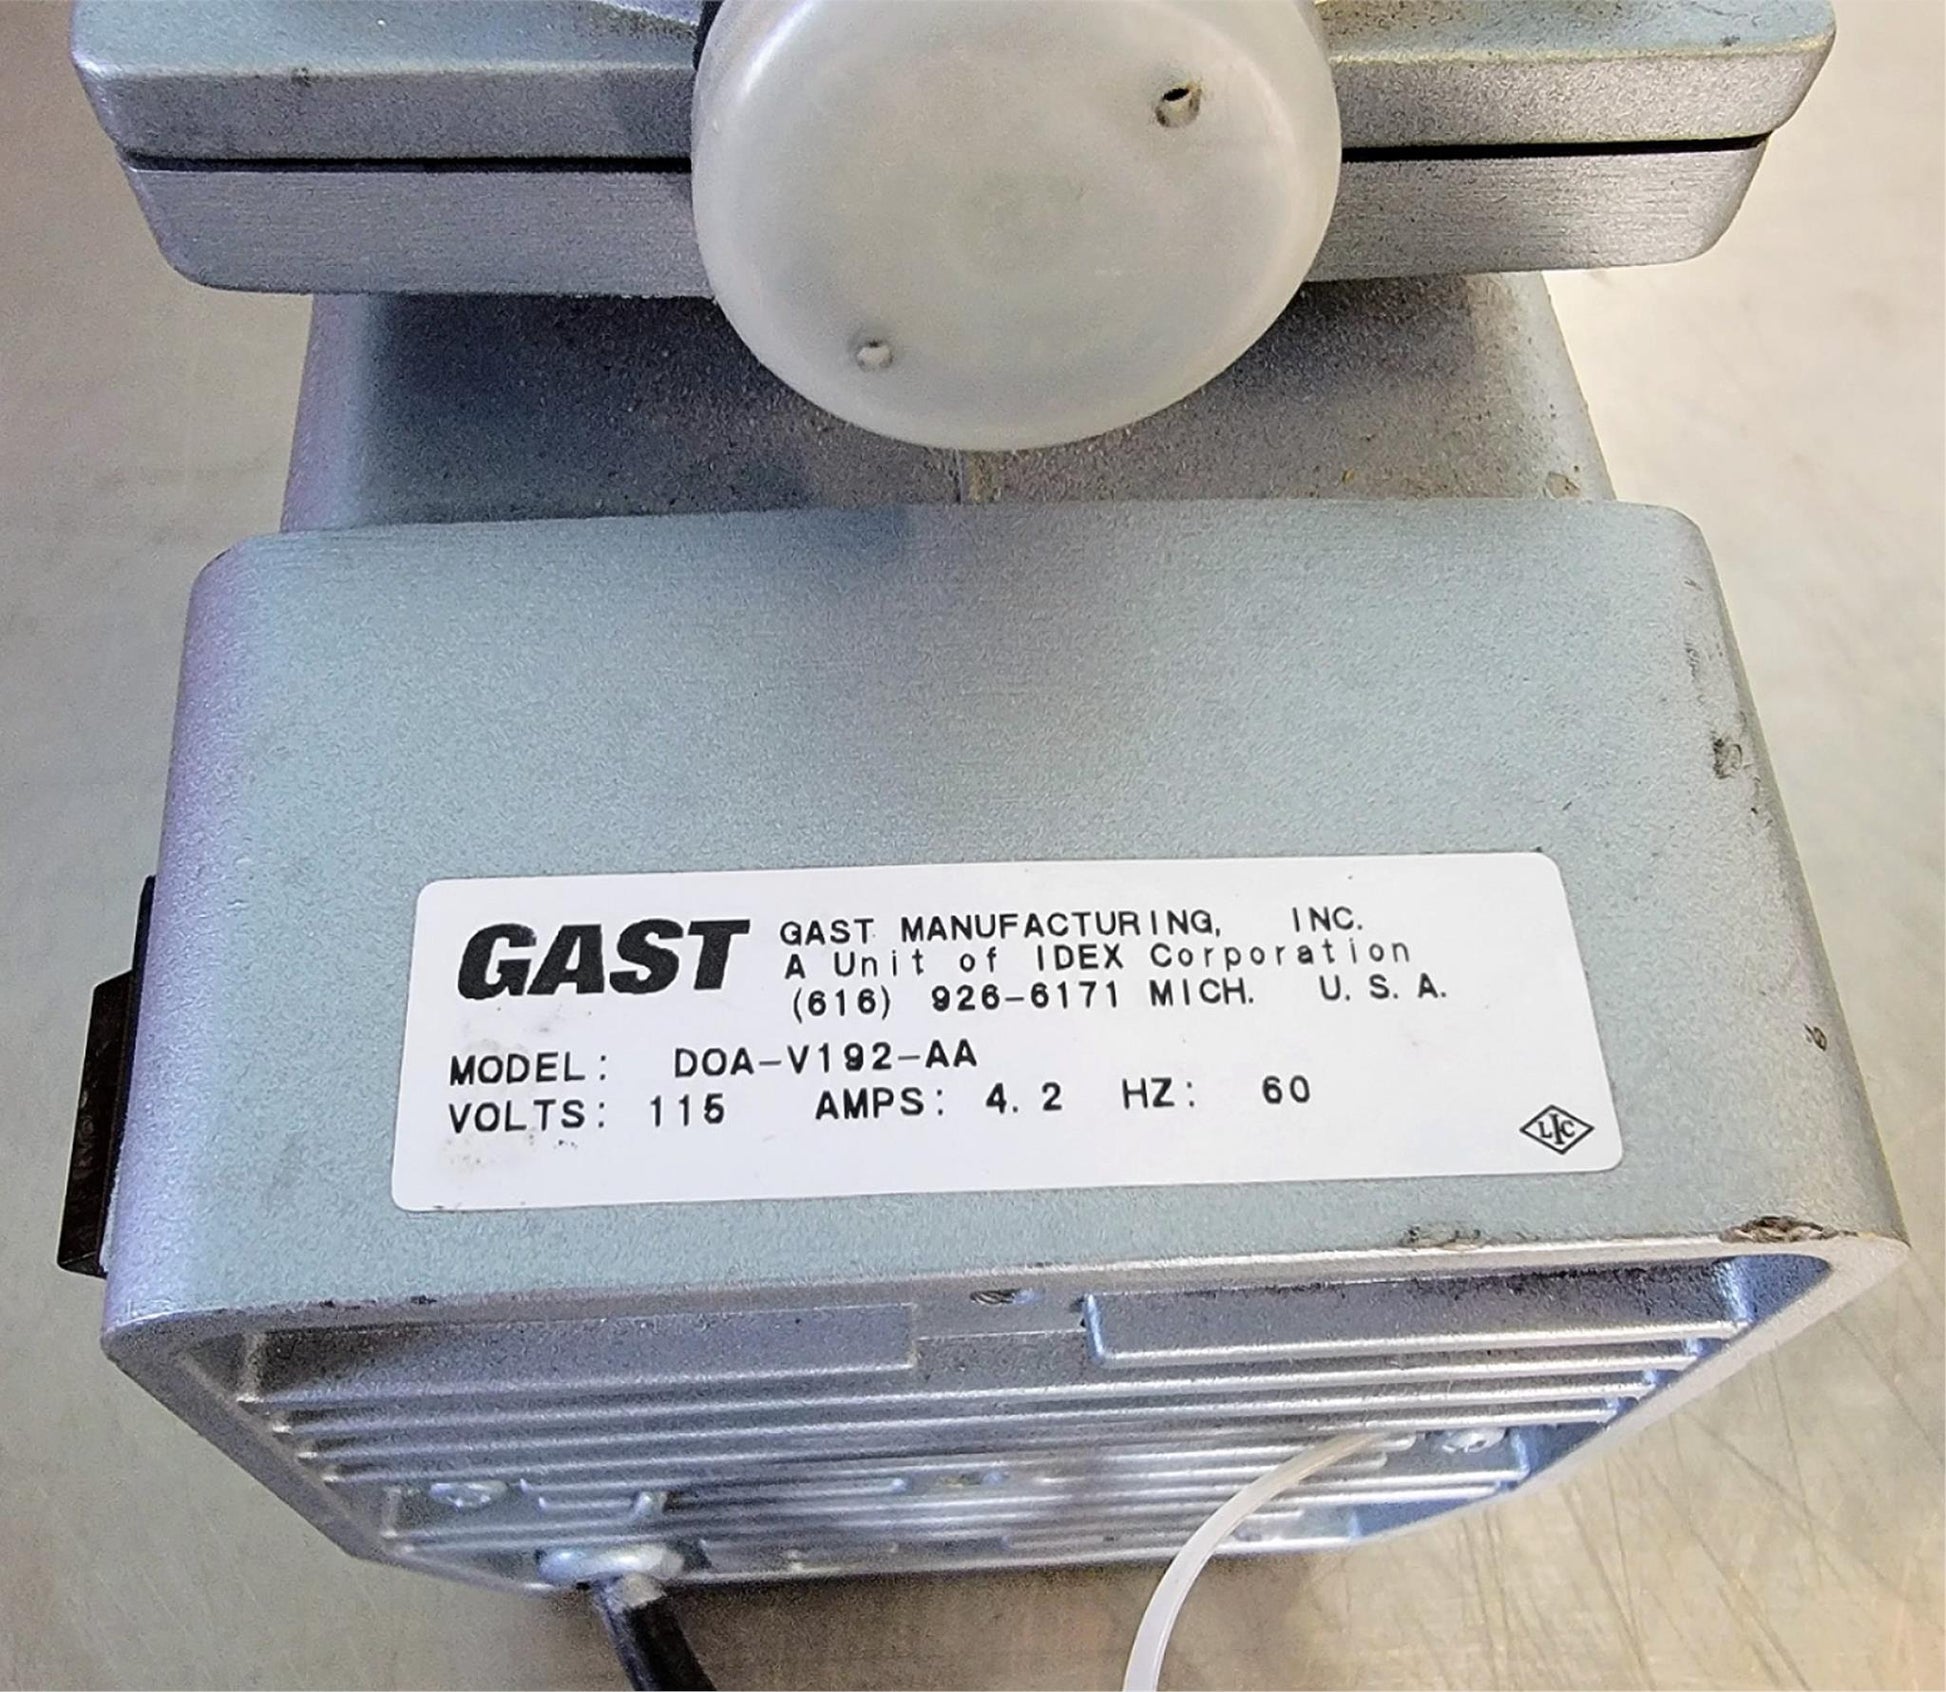 GAST GAST MANUFACTURING, INC.
A Unit of IDEX Corporation
(616) 926-6171 MICH. U. S. A.
MODEL: DOA-V192-AA
VOLTS: 115 AMPS: 4. 2 HZ: 60